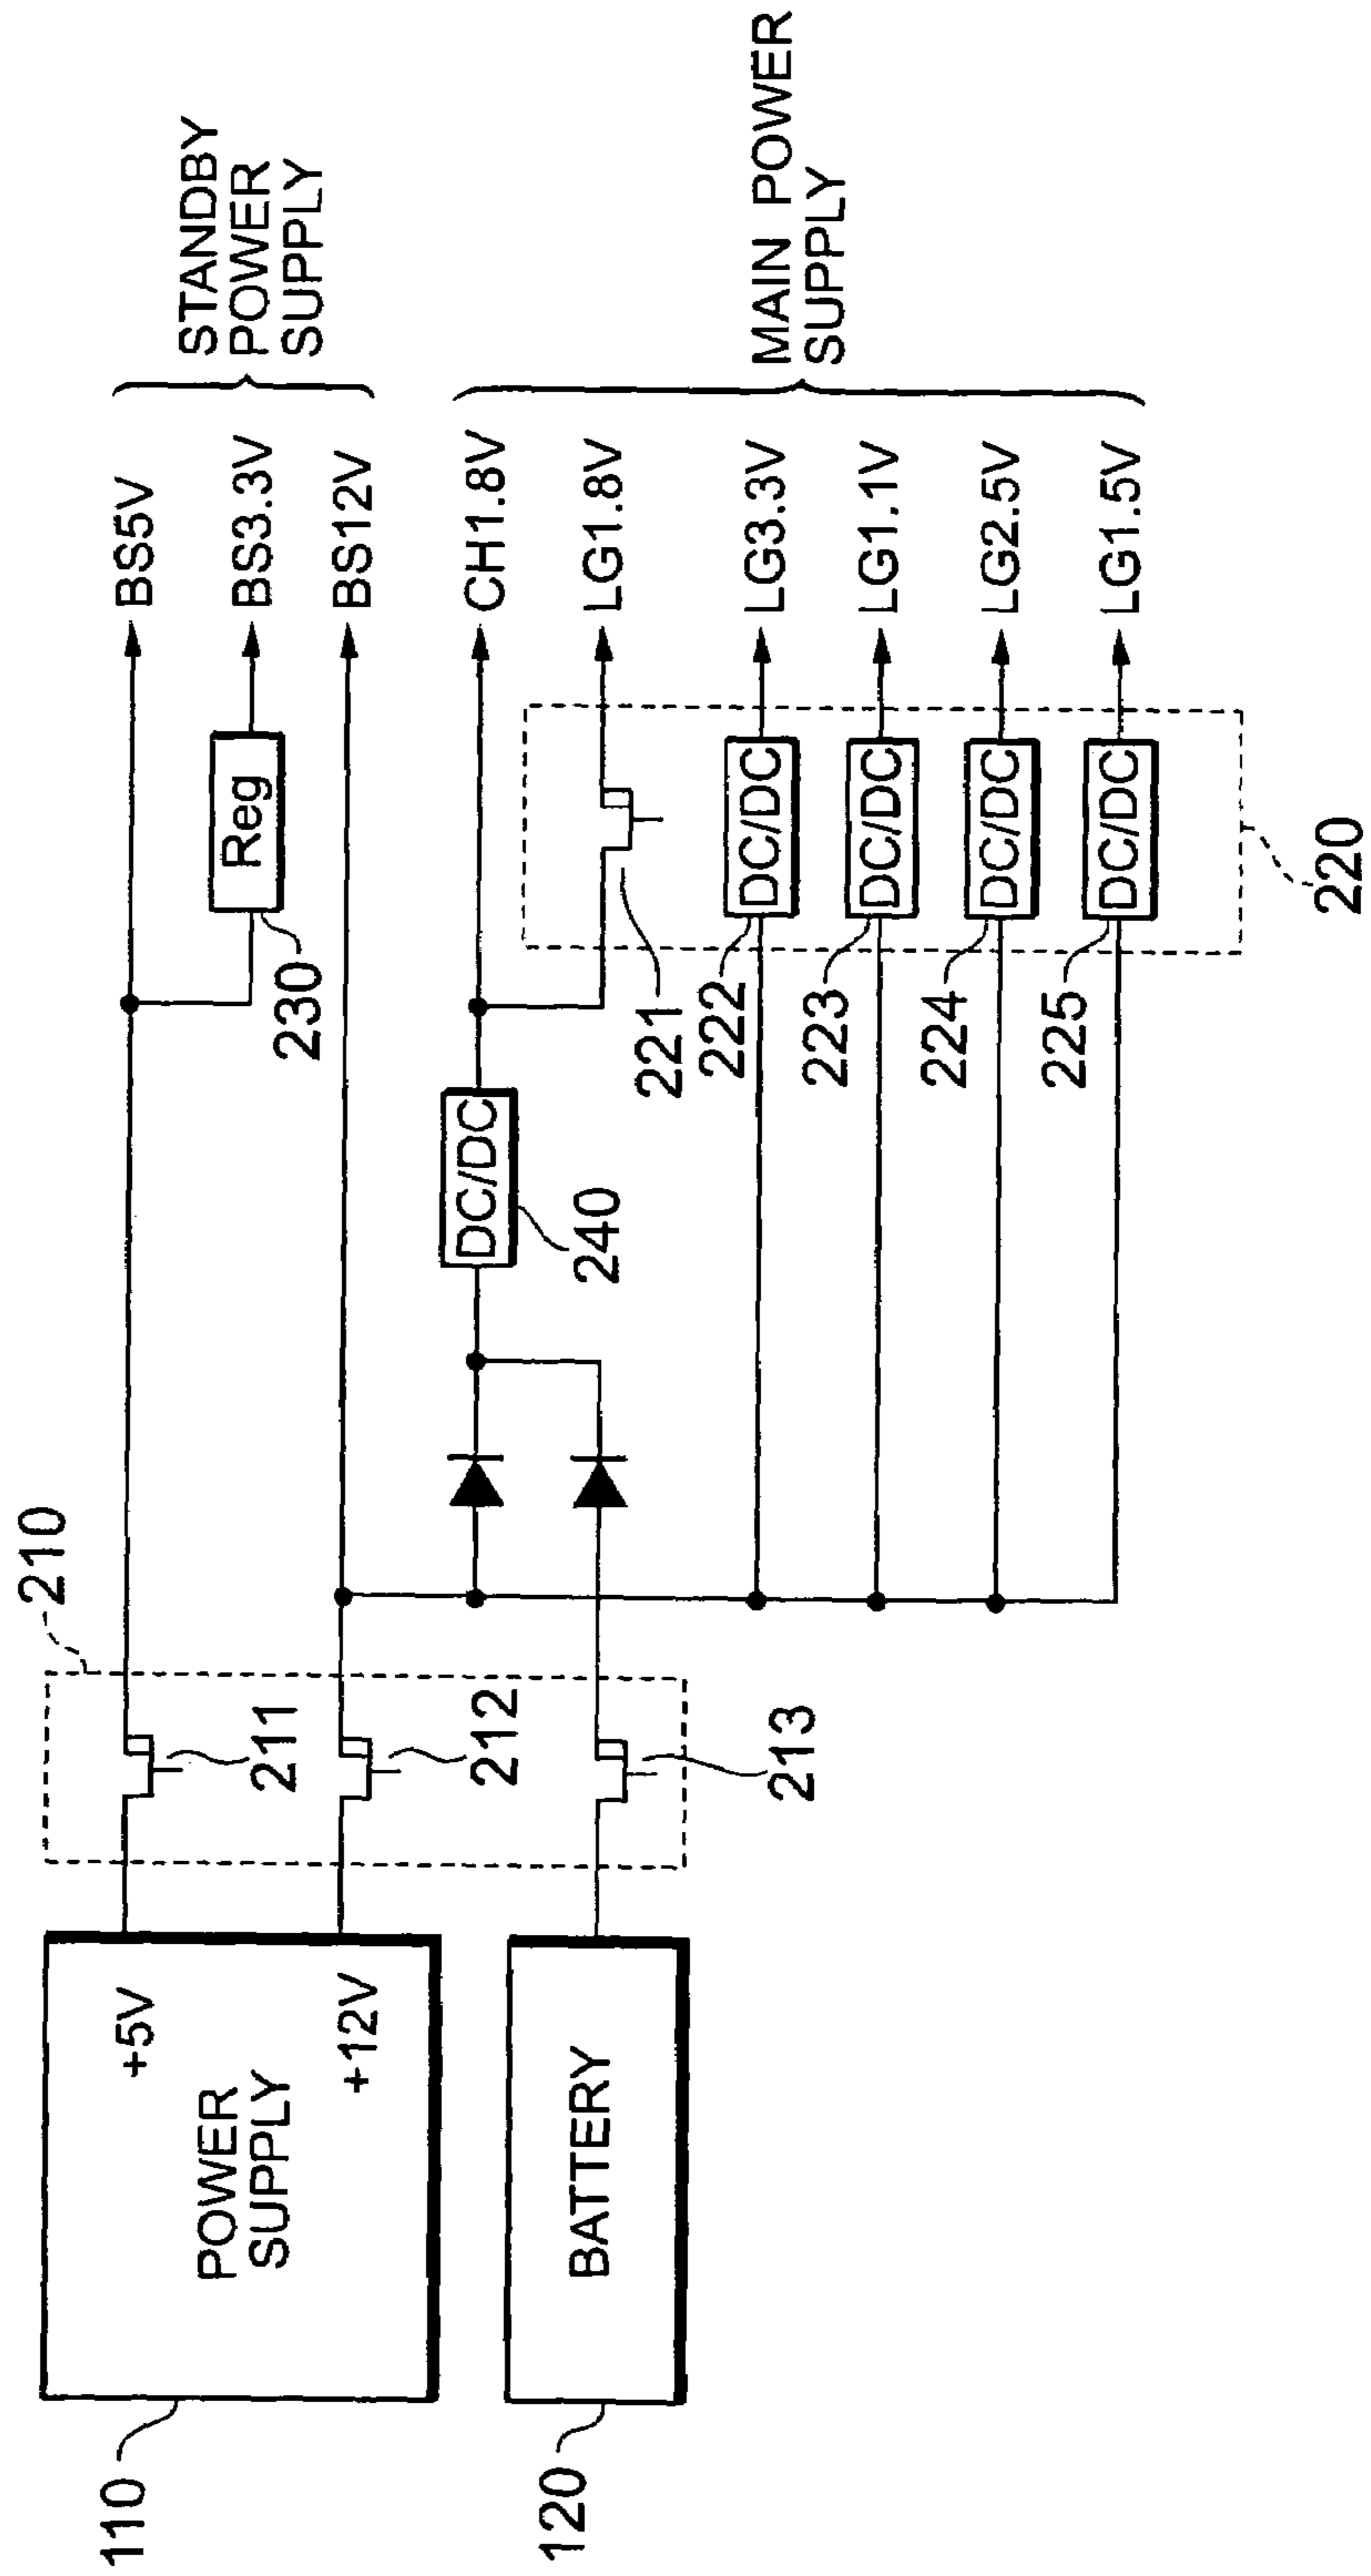 210
110
POWER
SUPPLY
+5V
+12V
211
212
120
BATTERY
213
230
Reg
BS5V
BS3.3V
BS12V
STANDBY
POWER
SUPPLY
240
DC/DC
CH1.8V
221
LG1.8V
222
DC/DC
LG3.3V
223
DC/DC
LG1.1V
224
DC/DC
LG2.5V
225
DC/DC
LG1.5V
220
MAIN POWER
SUPPLY